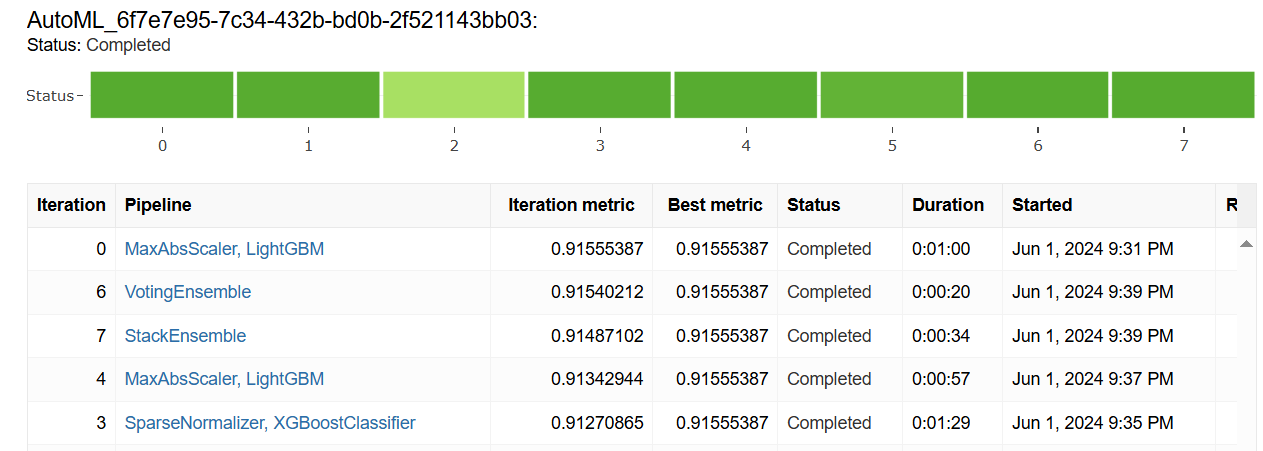 AutoML_6f7e7e95-7c34-432b-bd0b-2f521143bb03:
Status: Completed
Status
0 1 2 3 4 5 6 7
Iteration Pipeline Iteration metric Best metric Status Duration Started R
0 MaxAbsScaler, LightGBM 0.91555387 0.91555387 Completed 0:01:00 Jun 1, 2024 9:31 PM
6 VotingEnsemble 0.91540212 0.91555387 Completed 0:00:20 Jun 1, 2024 9:39 PM
7 StackEnsemble 0.91487102 0.91555387 Completed 0:00:34 Jun 1, 2024 9:39 PM
4 MaxAbsScaler, LightGBM 0.91342944 0.91555387 Completed 0:00:57 Jun 1, 2024 9:37 PM
3 SparseNormalizer, XGBoostClassifier 0.91270865 0.91555387 Completed 0:01:29 Jun 1, 2024 9:35 PM